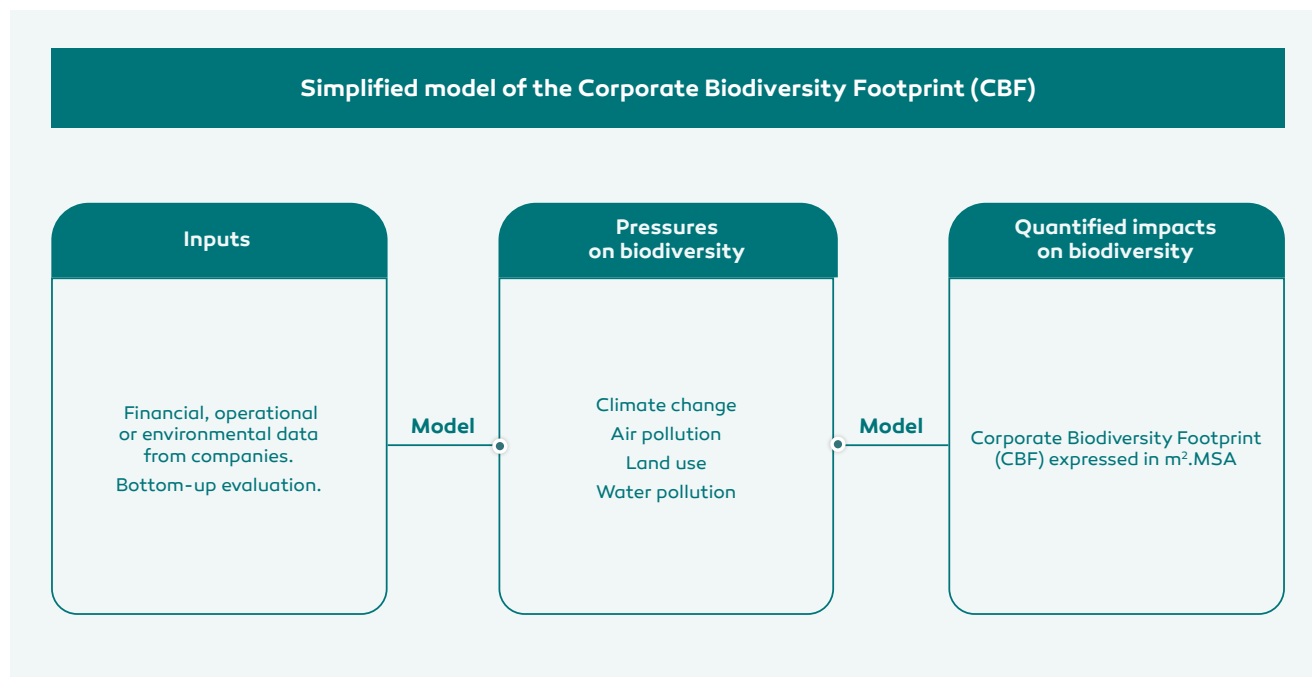 Simplified model of the Corporate Biodiversity Footprint (CBF)
Inputs
Financial, operational
or environmental data
from companies.
Bottom-up evaluation.
Model
Pressures
on biodiversity
Climate change
Air pollution
Land use
Water pollution
Model
Quantified impacts
on biodiversity
Corporate Biodiversity Footprint
(CBF) expressed in m².MSA